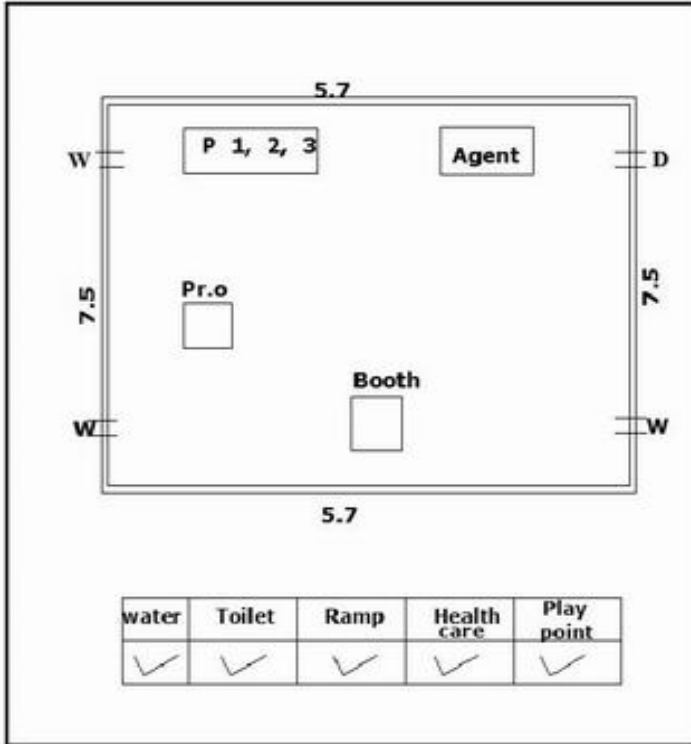 5.7
P 1, 2, 3
Agent
W
D
7.5
7.5
Pr.o
Booth
W
W
5.7
water Toilet Ramp Health care Play point